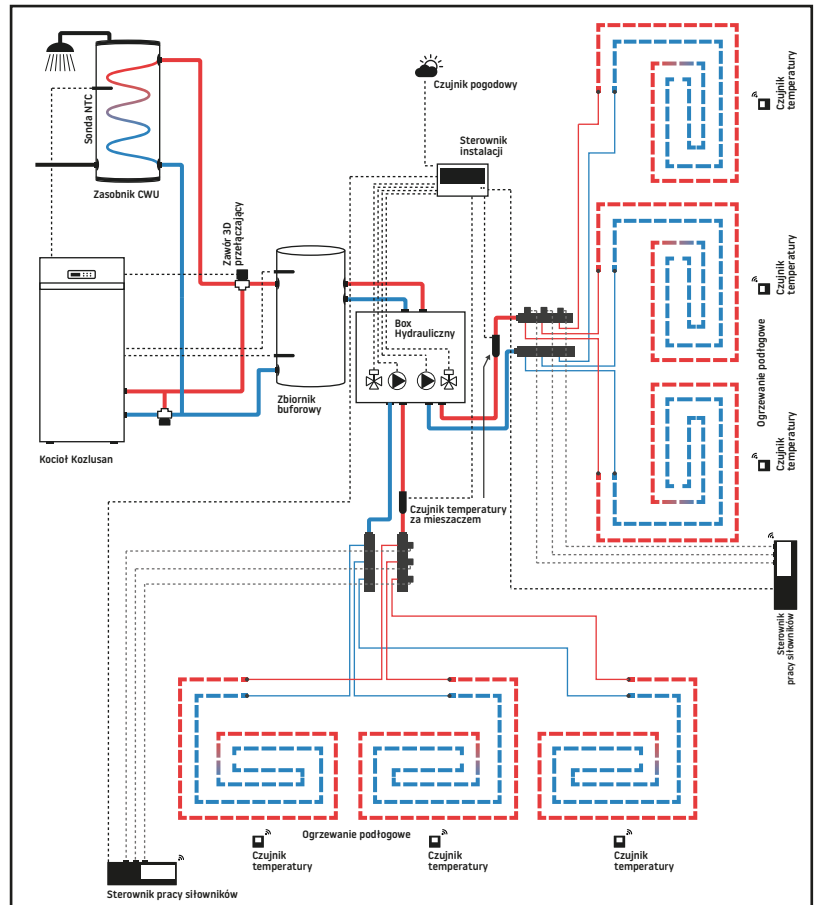 Sonda NTC
Zasobnik CWU
Czujnik pogodowy
Sterownik
instalacji
Czujnik
temperatury
Zawór 3D
przełączający
Czujnik
temperatury
Box
Hydrauliczny
Zbiornik
buforowy
Ogrzewanie podłogowe
Kocioł Kozlusan
Czujnik
temperatury
Czujnik temperatury
za mieszaczem
Sterownik
pracy siłowników
Ogrzewanie podłogowe
Czujnik
temperatury
Czujnik
temperatury
Czujnik
temperatury
Sterownik pracy siłowników